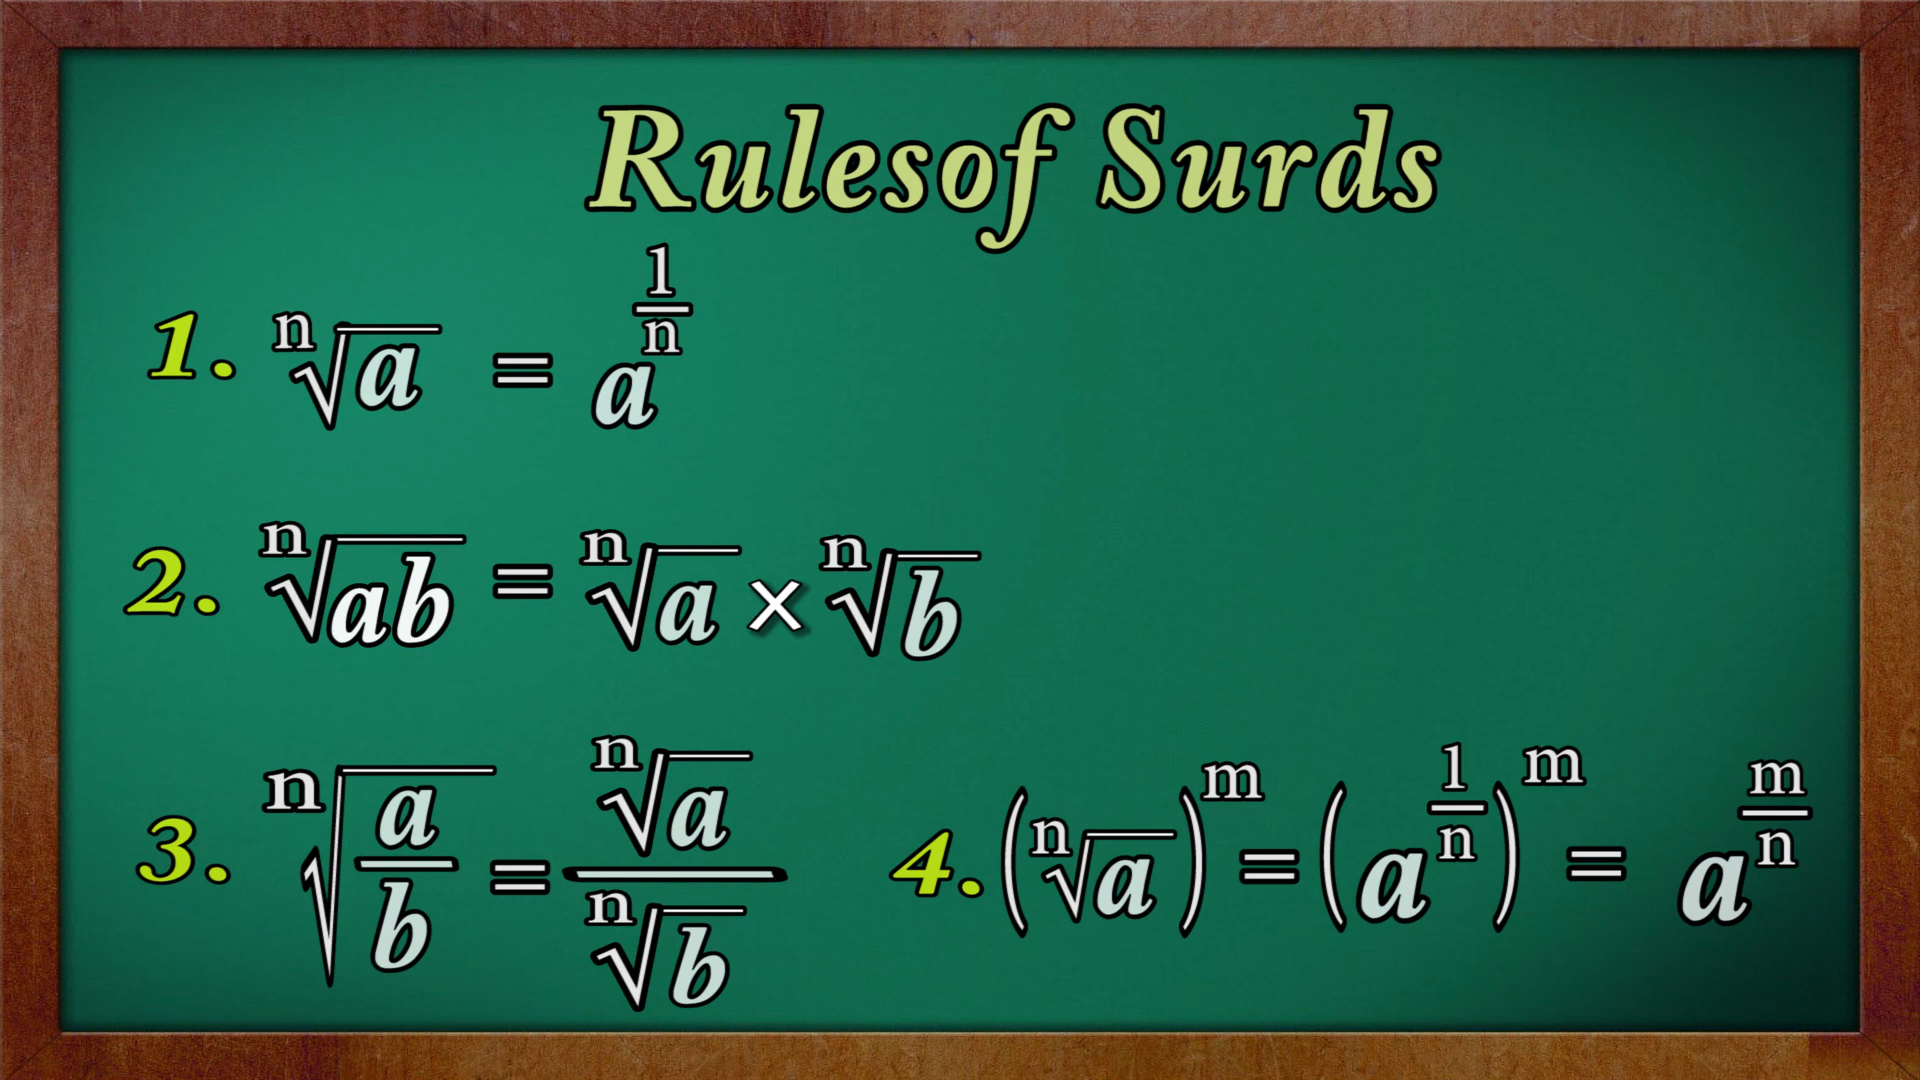 Rulesof Surds
1. ⁿ√a = a^(1/n)
2. ⁿ√ab = ⁿ√a × ⁿ√b
3. ⁿ√(a/b) = ⁿ√a / ⁿ√b
4. (ⁿ√a)^m = (a^(1/n))^m = a^(m/n)